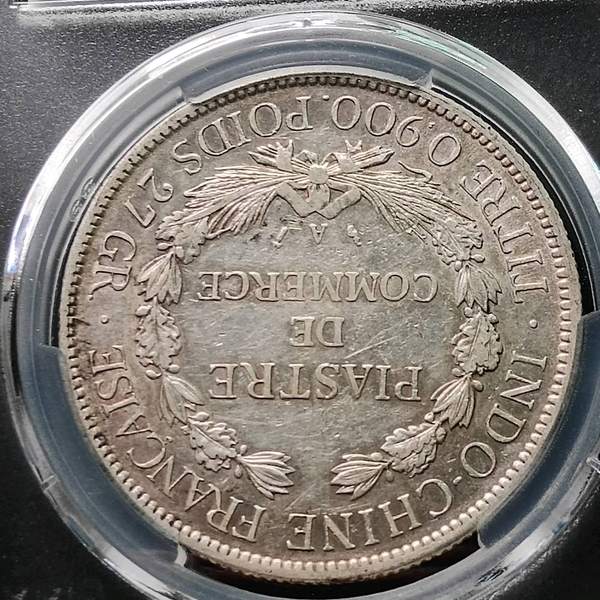 INDO-CHINE FRANÇAISE
PIASTRE
DE
COMMERCE
A
TITRE 0.900. POIDS 27 GR.